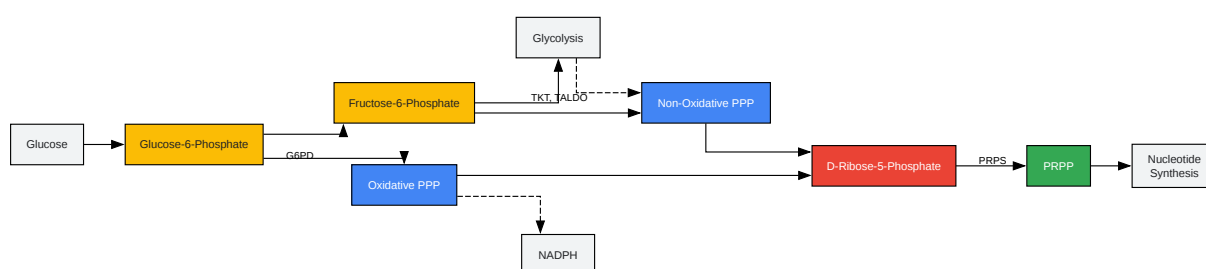 Glycolysis
Fructose-6-Phosphate
TKT, TALDO
Non-Oxidative PPP
Glucose
Glucose-6-Phosphate
G6PD
Oxidative PPP
D-Ribose-5-Phosphate
PRPS
PRPP
Nucleotide
Synthesis
NADPH